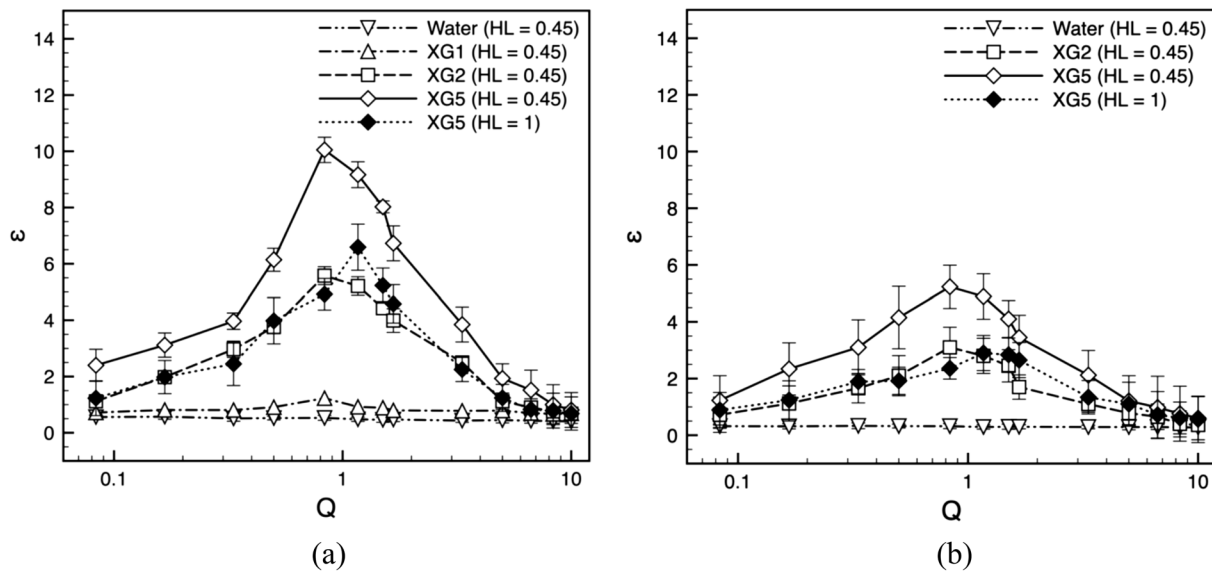 14
12
10
8
6
4
2
0
ε
Water (HL = 0.45)
XG1 (HL = 0.45)
XG2 (HL = 0.45)
XG5 (HL = 0.45)
XG5 (HL = 1)
0.1 1 10
Q
(a)
14
12
10
8
6
4
2
0
ε
Water (HL = 0.45)
XG2 (HL = 0.45)
XG5 (HL = 0.45)
XG5 (HL = 1)
0.1 1 10
Q
(b)